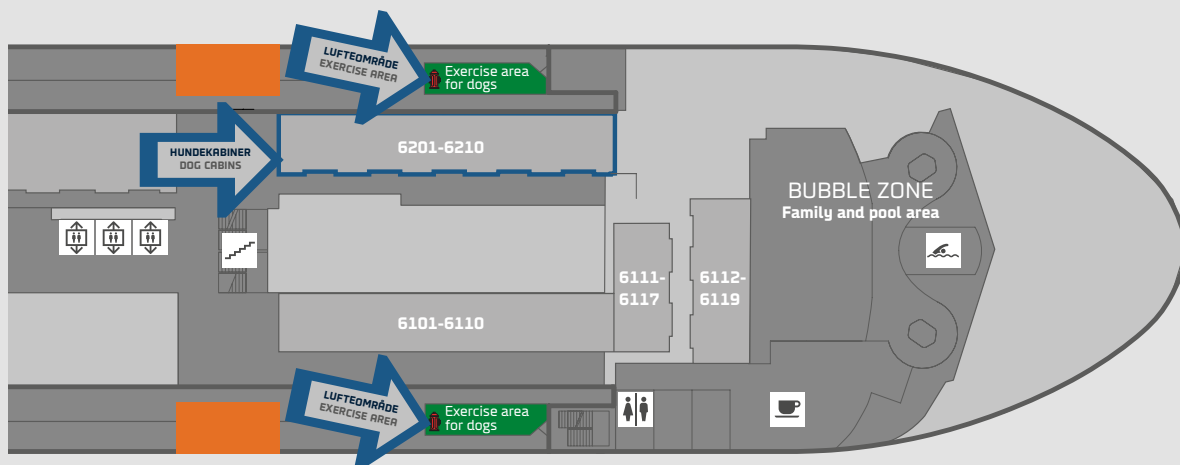 LUFTEOMRÅDE
EXERCISE AREA
Exercise area
for dogs
HUNDEKABINER
DOG CABINS
6201-6210
BUBBLE ZONE
Family and pool area
6111-
6117
6112-
6119
6101-6110
LUFTEOMRÅDE
EXERCISE AREA
Exercise area
for dogs